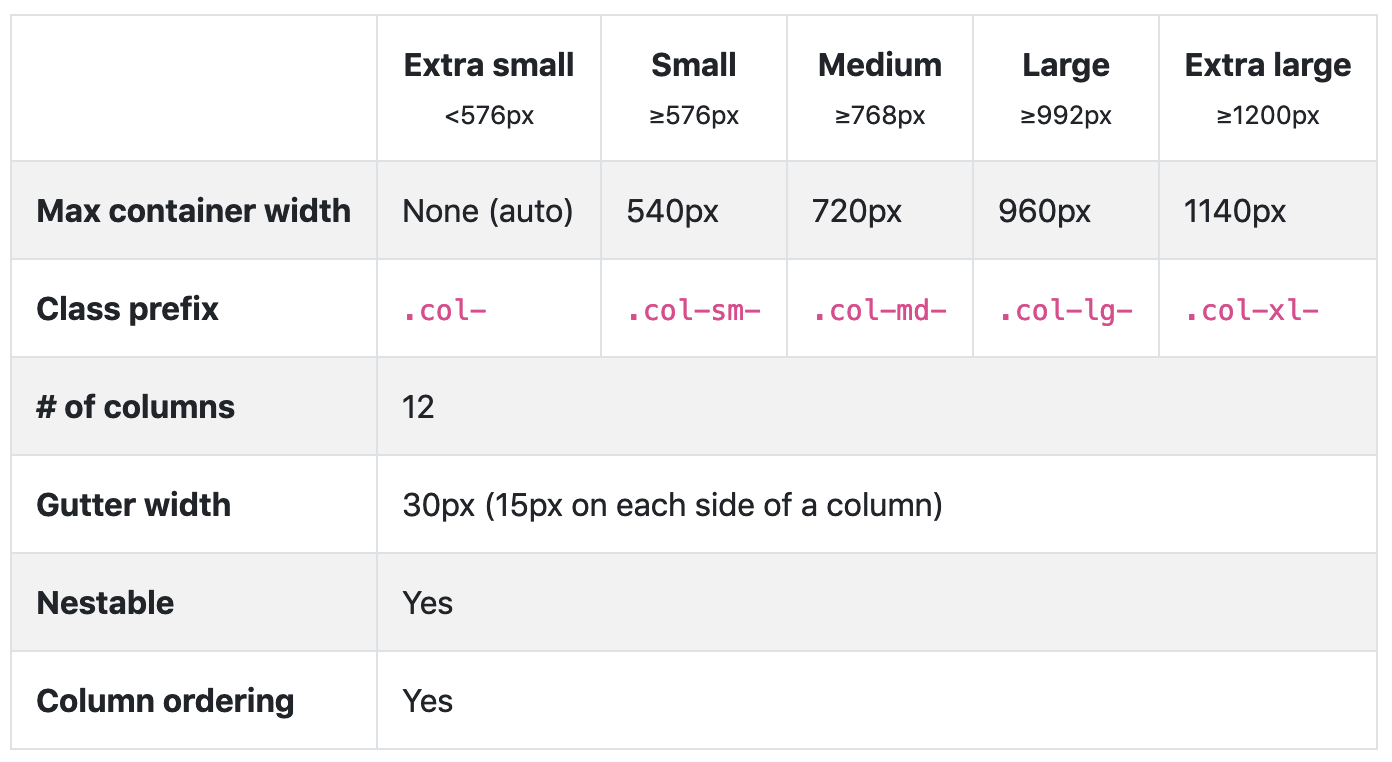 Extra small Small Medium Large Extra large
<576px ≥576px ≥768px ≥992px ≥1200px
Max container width None (auto) 540px 720px 960px 1140px
Class prefix .col- .col-sm- .col-md- .col-lg- .col-xl-
# of columns 12
Gutter width 30px (15px on each side of a column)
Nestable Yes
Column ordering Yes